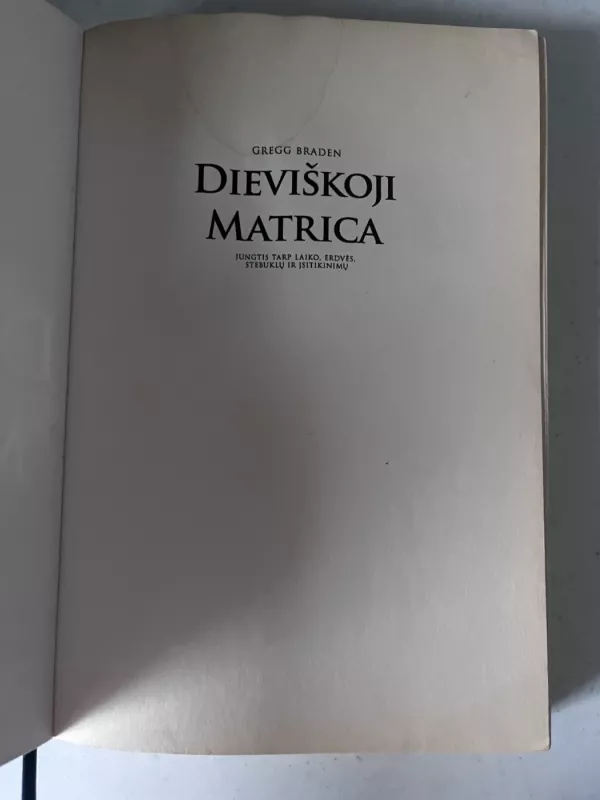 GREGG BRADEN
DIEVIŠKOJI
MATRICA
JUNGTIS TARP LAIKO, ERDVĖS,
STEBUKLŲ IR ĮSITIKINIMŲ